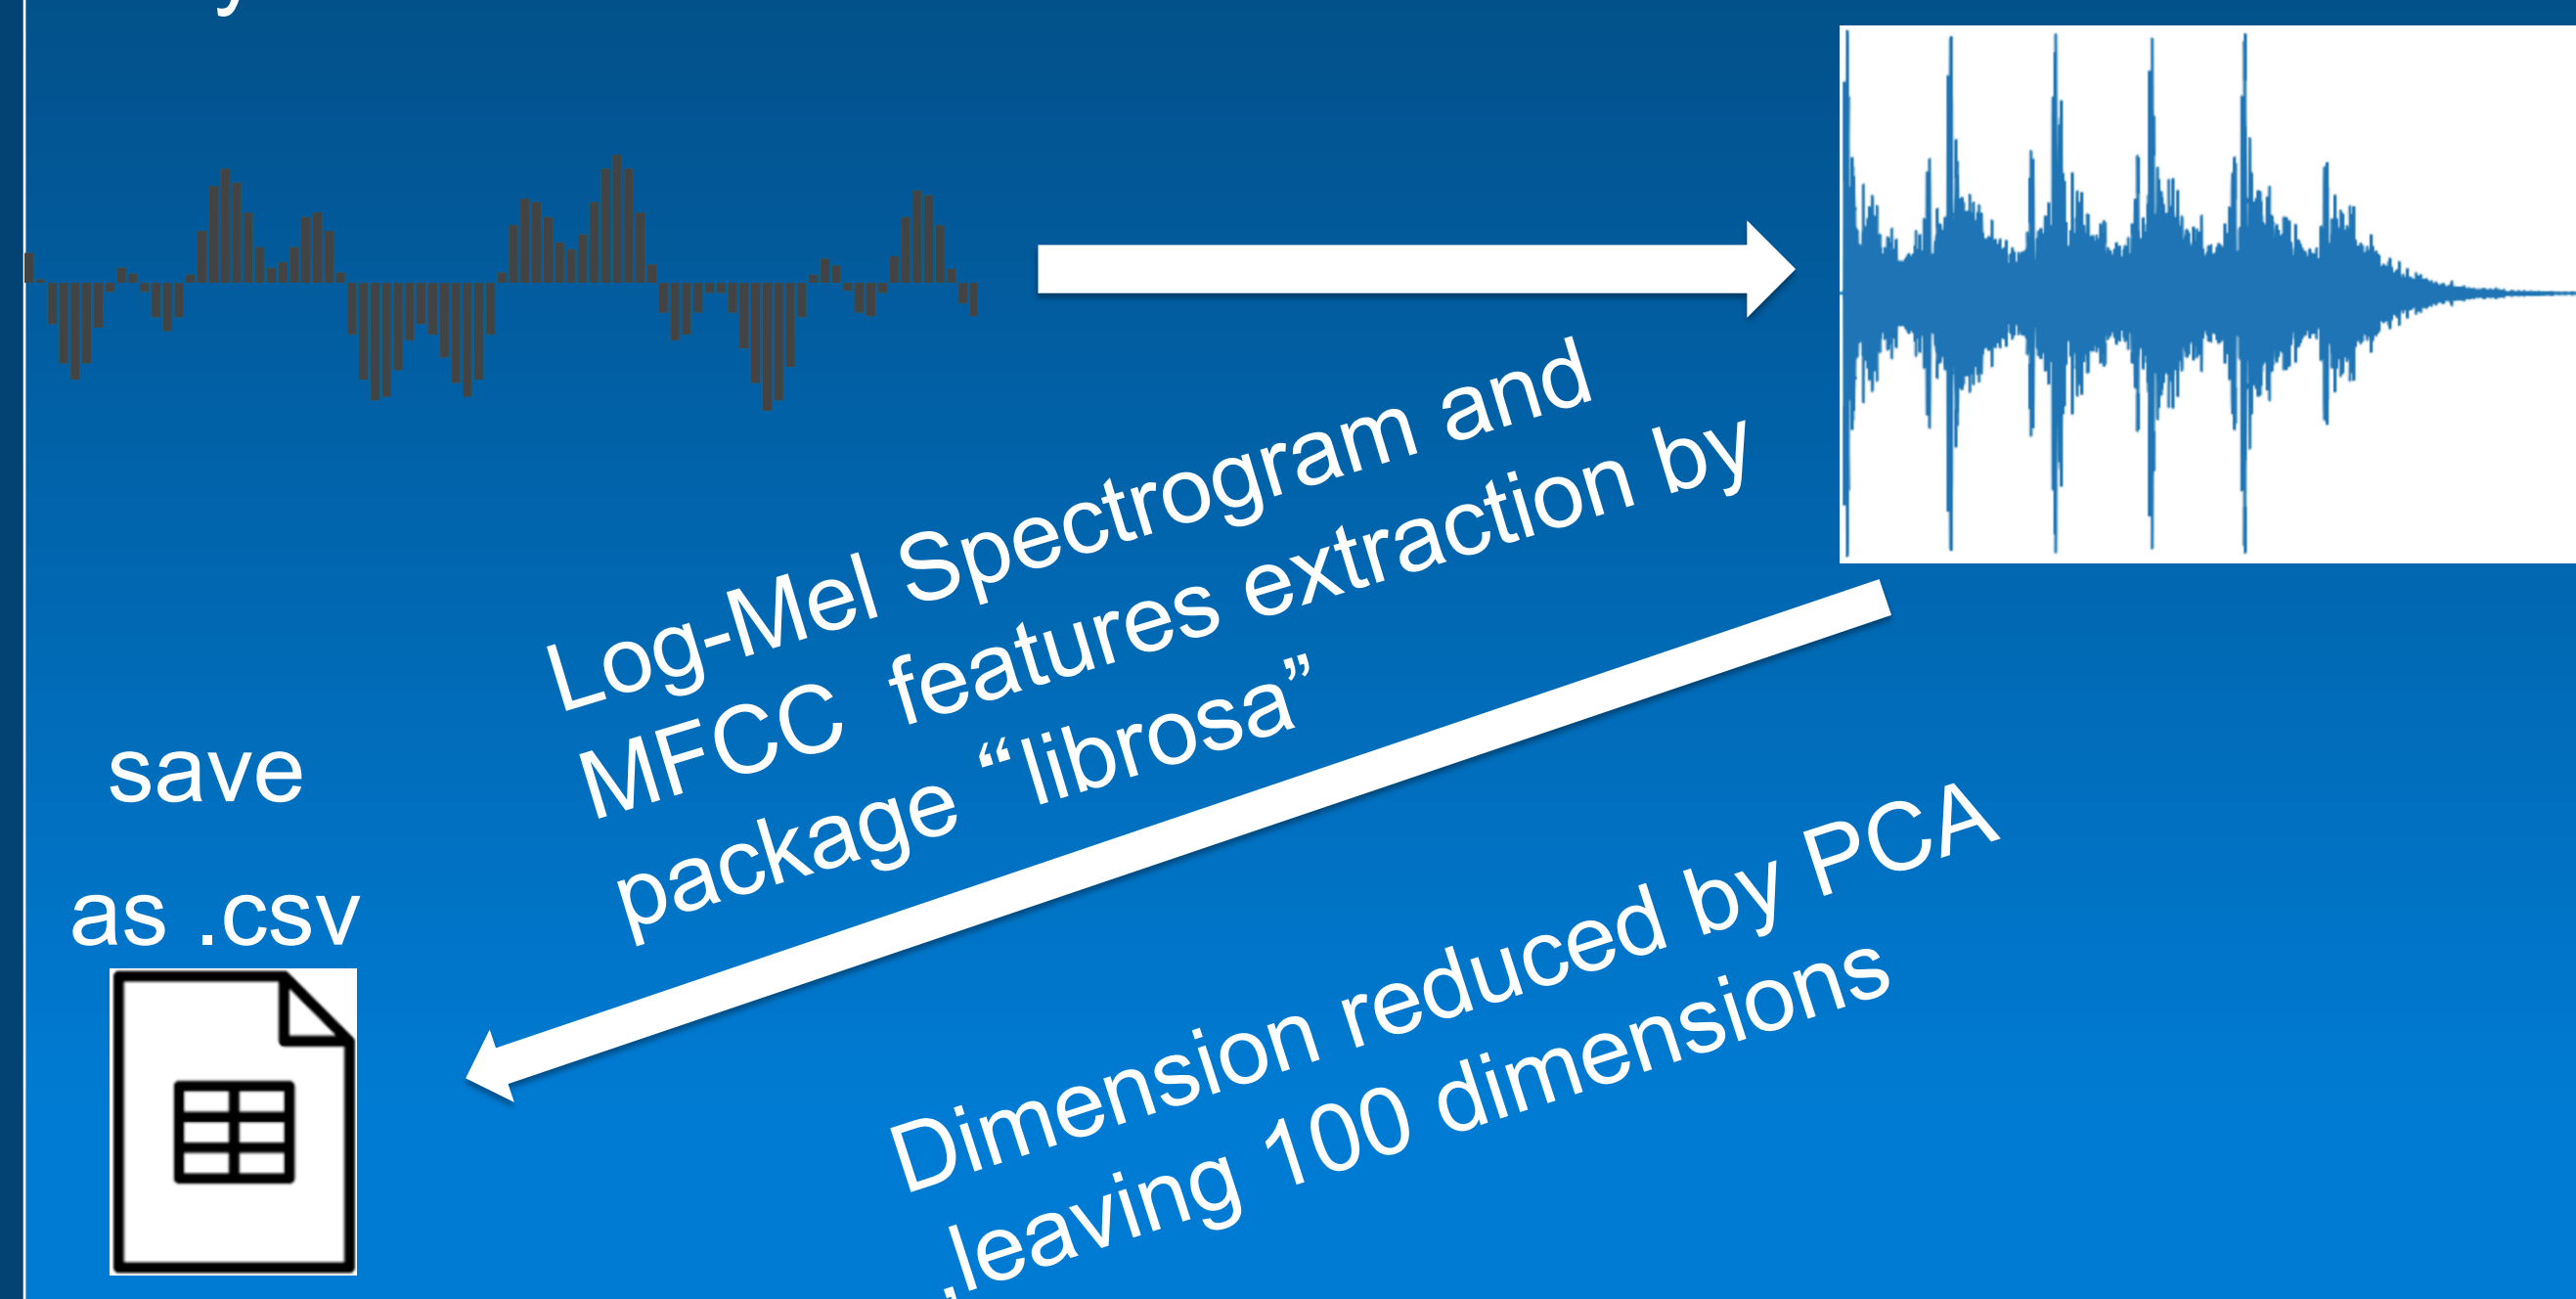 Log-Mel Spectrogram and
MFCC  features extraction by
package “librosa”
save
as .csv
Dimension reduced by PCA
,leaving 100 dimensions